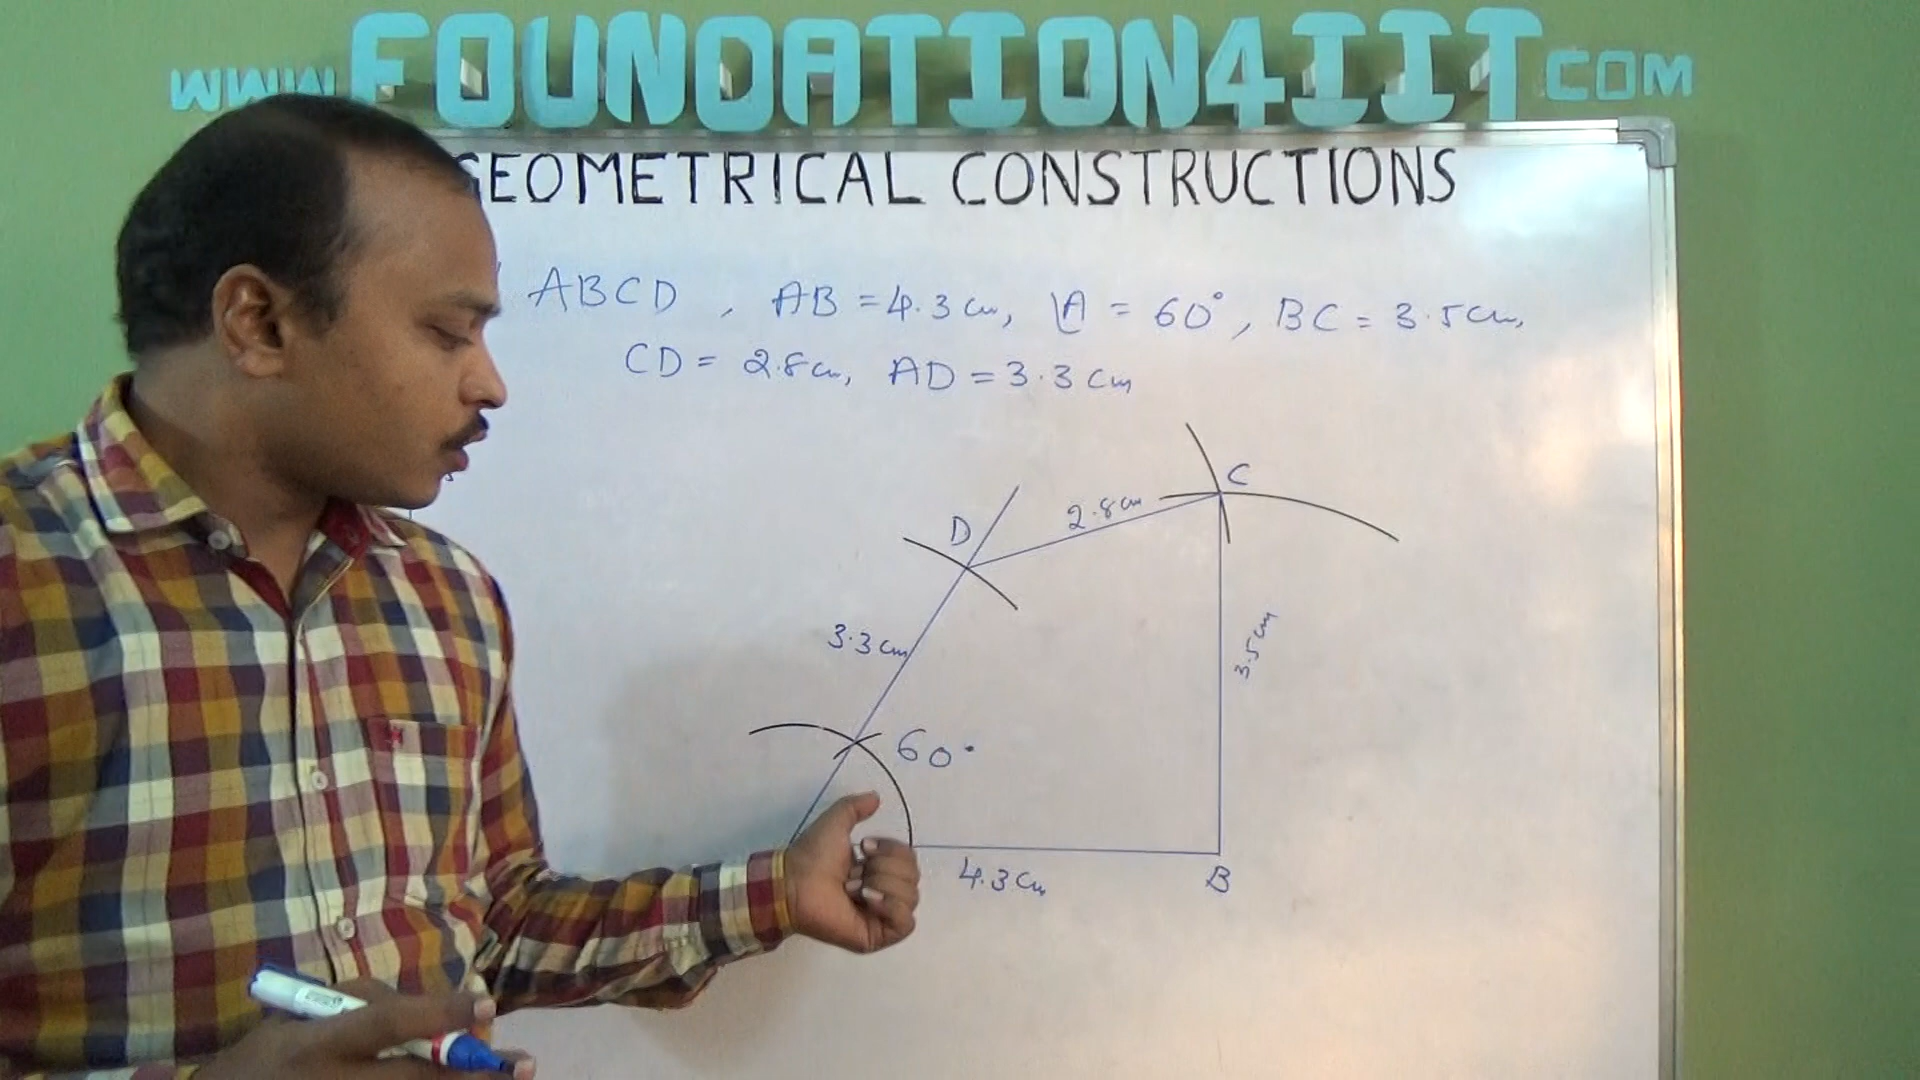 WWW.FOUNDATION4IIT.COM
GEOMETRICAL CONSTRUCTIONS
ABCD, AB = 4.3 cm, ∠A = 60°, BC = 3.5 cm,
CD = 2.8 cm, AD = 3.3 cm
C
2.8 cm
D
3.3 cm
3.5 cm
60°
4.3 cm
B